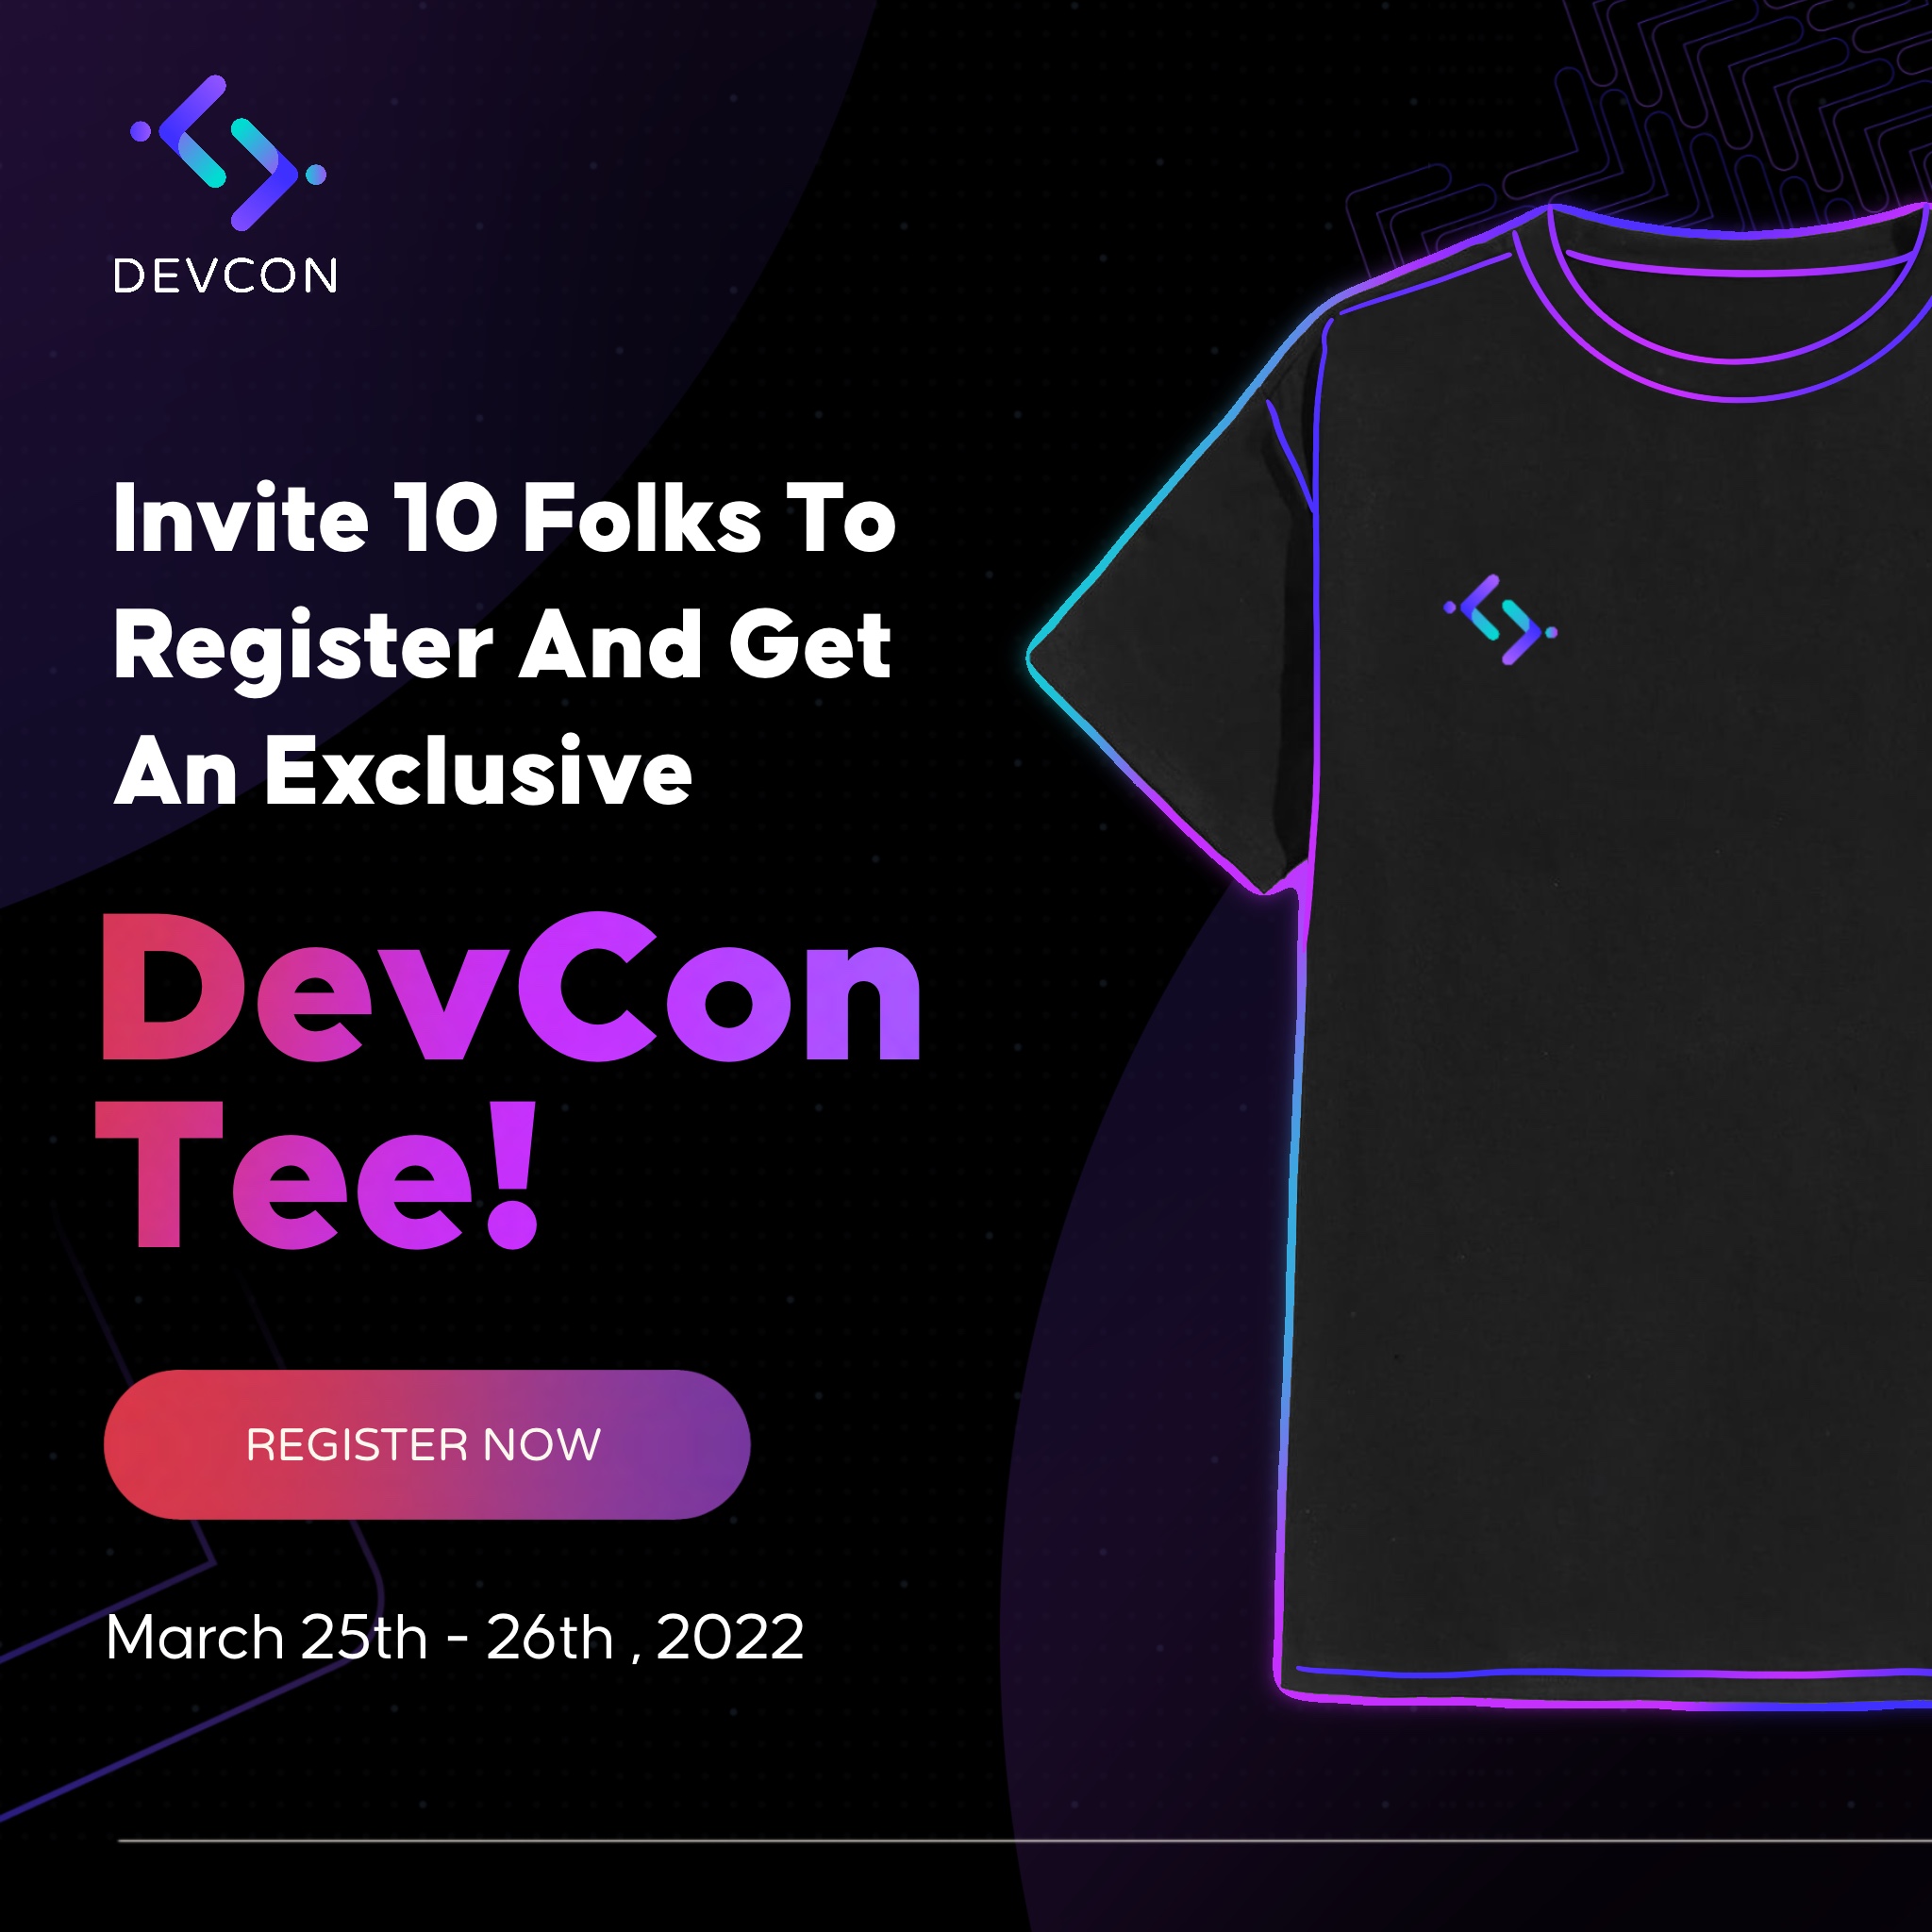 DEVCON
Invite 10 Folks To
Register And Get
An Exclusive
DevCon
Tee!
REGISTER NOW
March 25th - 26th , 2022